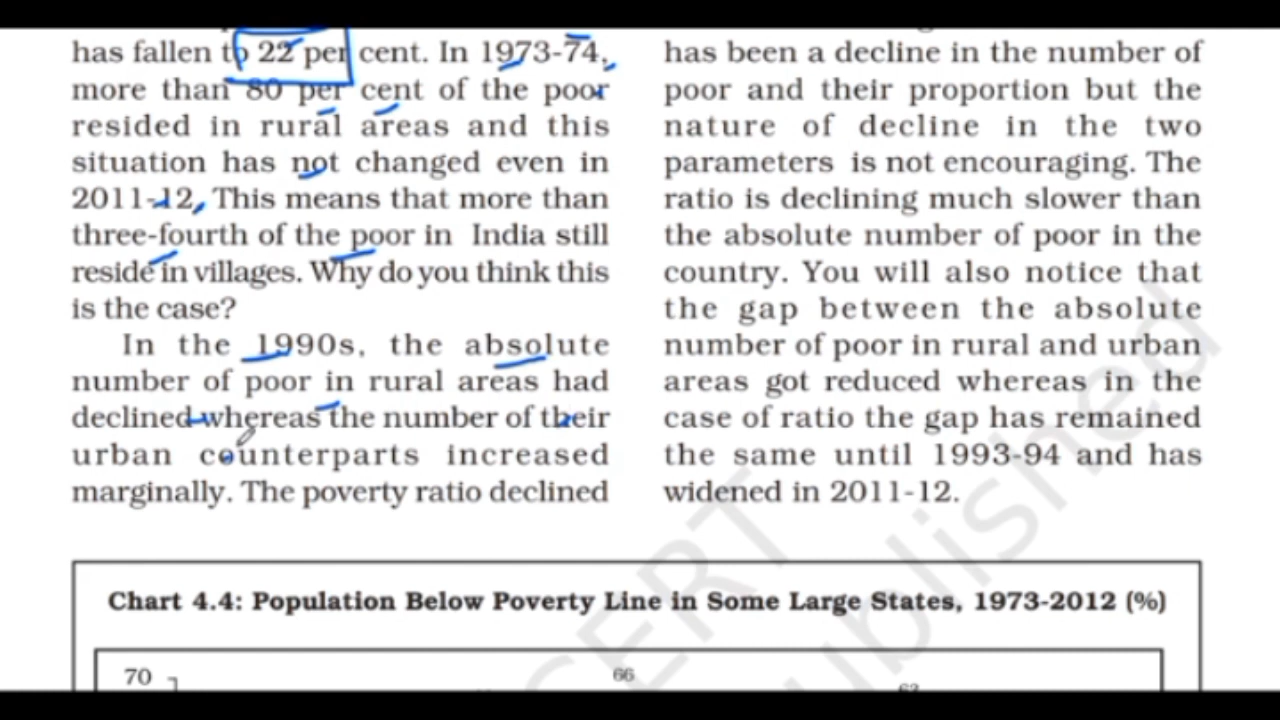 has fallen to 22 per cent. In 1973-74,
more than 80 per cent of the poor
resided in rural areas and this
situation has not changed even in
2011-12. This means that more than
three-fourth of the poor in India still
reside in villages. Why do you think this
is the case?
In the 1990s, the absolute
number of poor in rural areas had
declined whereas the number of their
urban counterparts increased
marginally. The poverty ratio declined
has been a decline in the number of
poor and their proportion but the
nature of decline in the two
parameters is not encouraging. The
ratio is declining much slower than
the absolute number of poor in the
country. You will also notice that
the gap between the absolute
number of poor in rural and urban
areas got reduced whereas in the
case of ratio the gap has remained
the same until 1993-94 and has
widened in 2011-12.
Chart 4.4: Population Below Poverty Line in Some Large States, 1973-2012 (%)
70
66